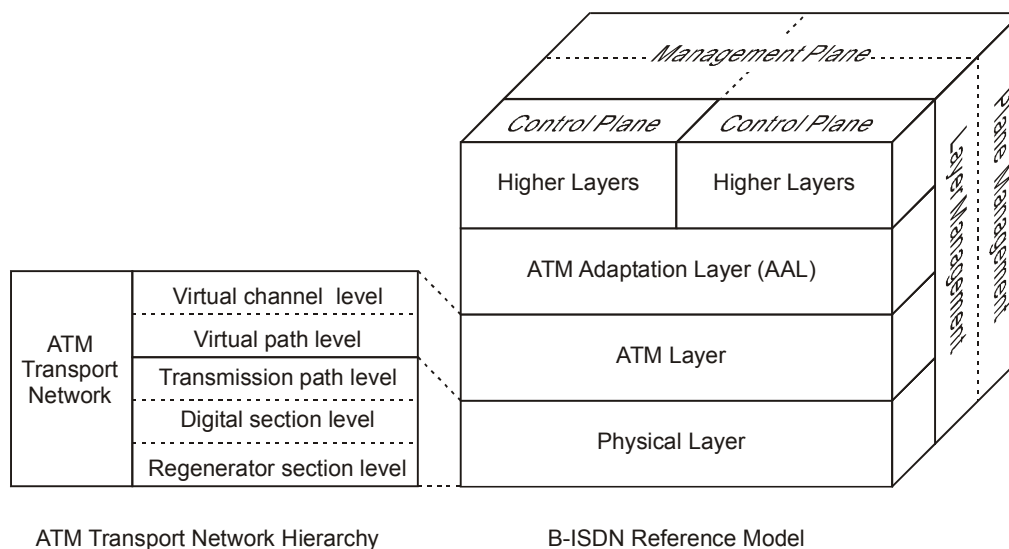 Management Plane
Control Plane
Control Plane
Higher Layers
Higher Layers
Layer Management
Plane Management
ATM Adaptation Layer (AAL)
ATM Layer
Physical Layer
ATM
Transport
Network
Virtual channel level
Virtual path level
Transmission path level
Digital section level
Regenerator section level
ATM Transport Network Hierarchy
B-ISDN Reference Model